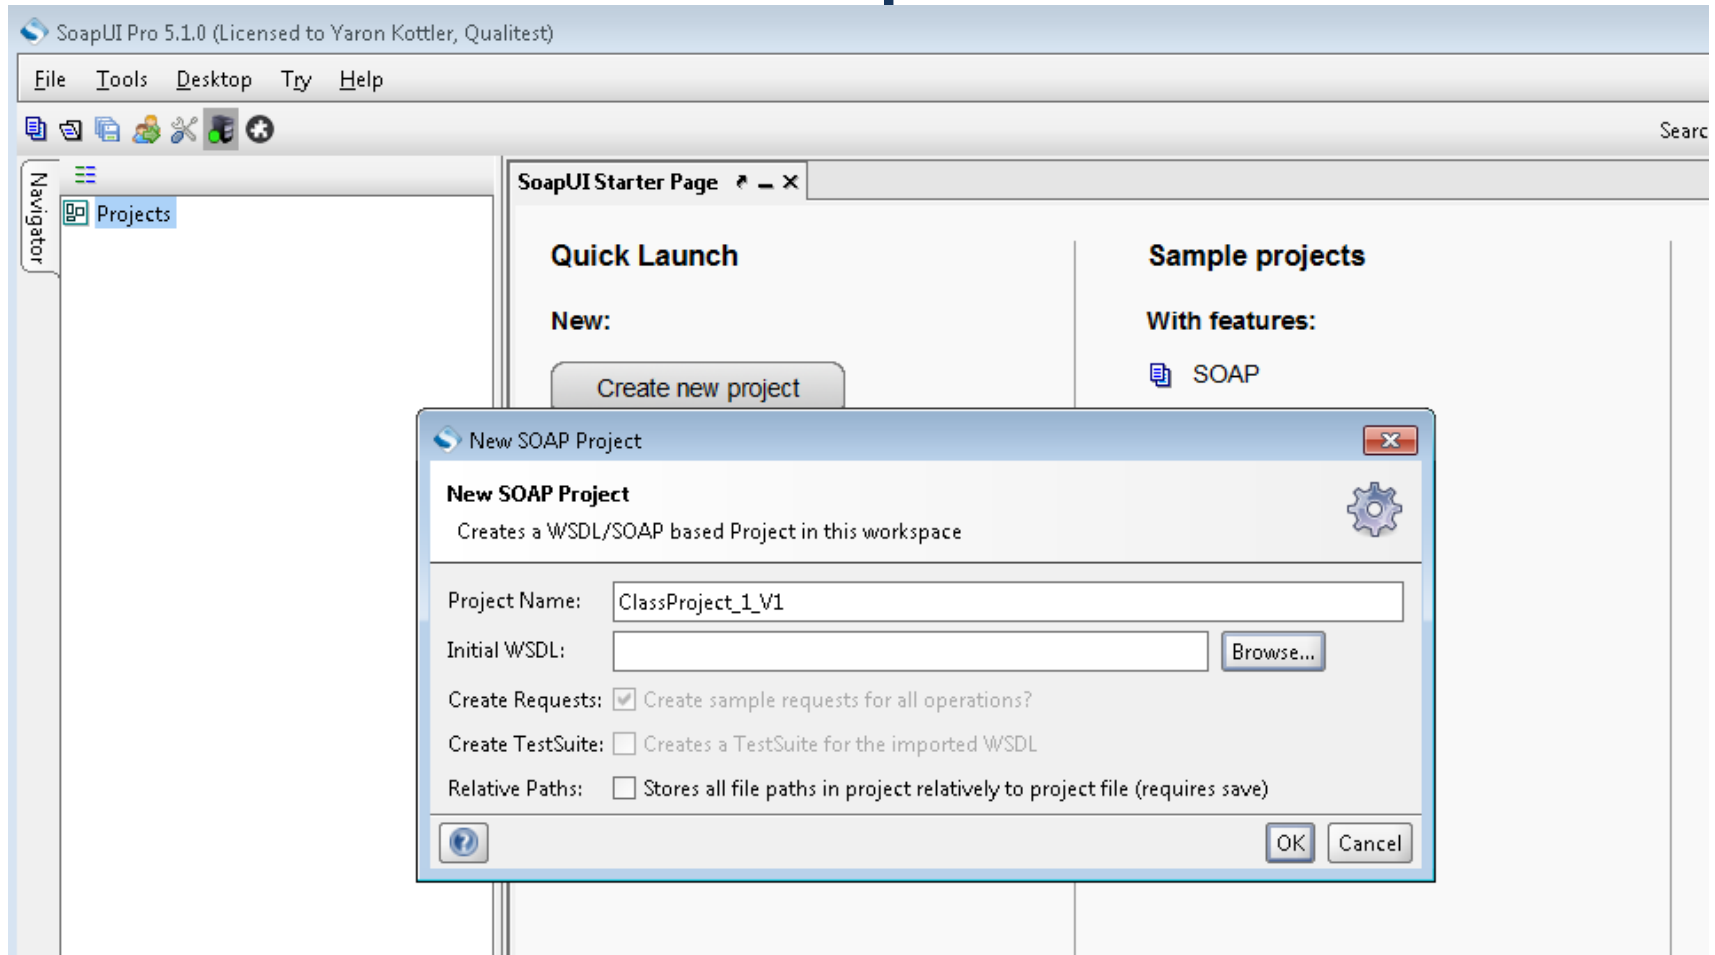 SoapUI Pro 5.1.0 (Licensed to Yaron Kottler, Qualitest)
File Tools Desktop Try Help
Navigator
Projects
SoapUI Starter Page
Quick Launch
Sample projects
New:
With features:
Create new project
SOAP
New SOAP Project
New SOAP Project
Creates a WSDL/SOAP based Project in this workspace
Project Name: ClassProject_1_V1
Initial WSDL: Browse...
Create Requests: Create sample requests for all operations?
Create TestSuite: Creates a TestSuite for the imported WSDL
Relative Paths: Stores all file paths in project relatively to project file (requires save)
OK Cancel